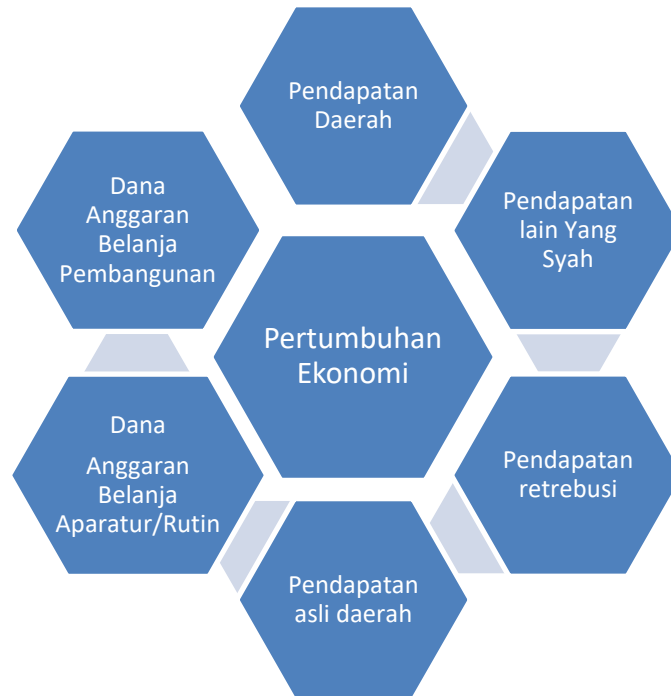 Pendapatan
Daerah
Pendapatan
lain Yang
Syah
Pendapatan
retrebusi
Pendapatan
asli daerah
Dana
Anggaran
Belanja
Aparatur/Rutin
Dana
Anggaran
Belanja
Pembangunan
Pertumbuhan
Ekonomi